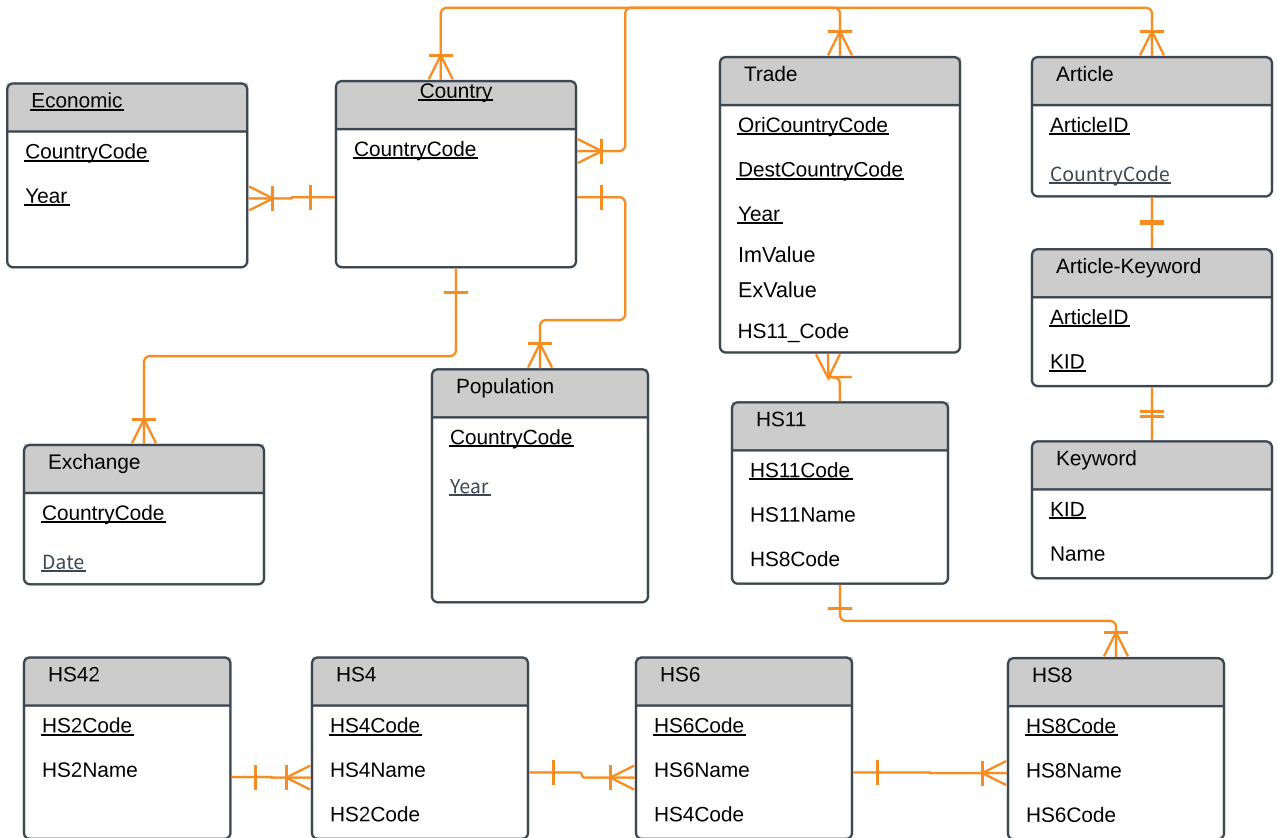 Economic
CountryCode
Year
Country
CountryCode
Trade
OriCountryCode
DestCountryCode
Year
ImValue
ExValue
HS11_Code
Article
ArticleID
CountryCode
Article-Keyword
ArticleID
KID
Exchange
CountryCode
Date
Population
CountryCode
Year
HS11
HS11Code
HS11Name
HS8Code
Keyword
KID
Name
HS42
HS2Code
HS2Name
HS4
HS4Code
HS4Name
HS2Code
HS6
HS6Code
HS6Name
HS4Code
HS8
HS8Code
HS8Name
HS6Code